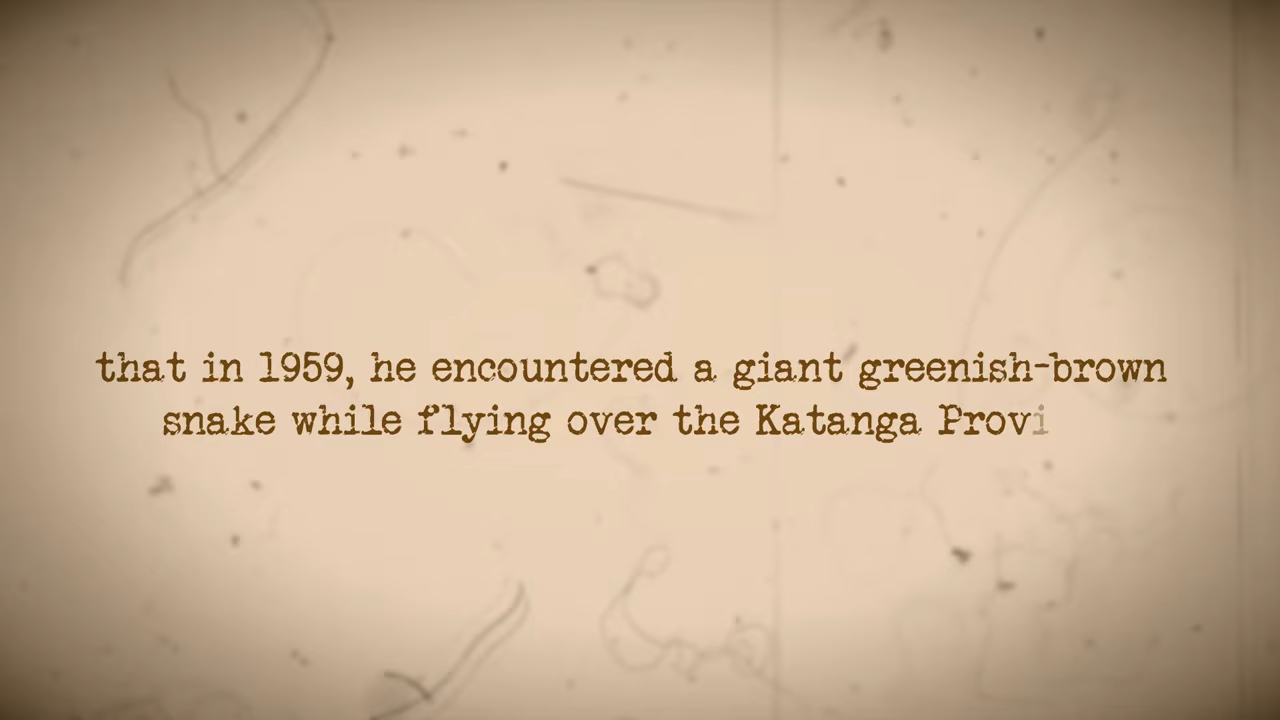 that in 1959, he encountered a giant greenish-brown
snake while flying over the Katanga Provi